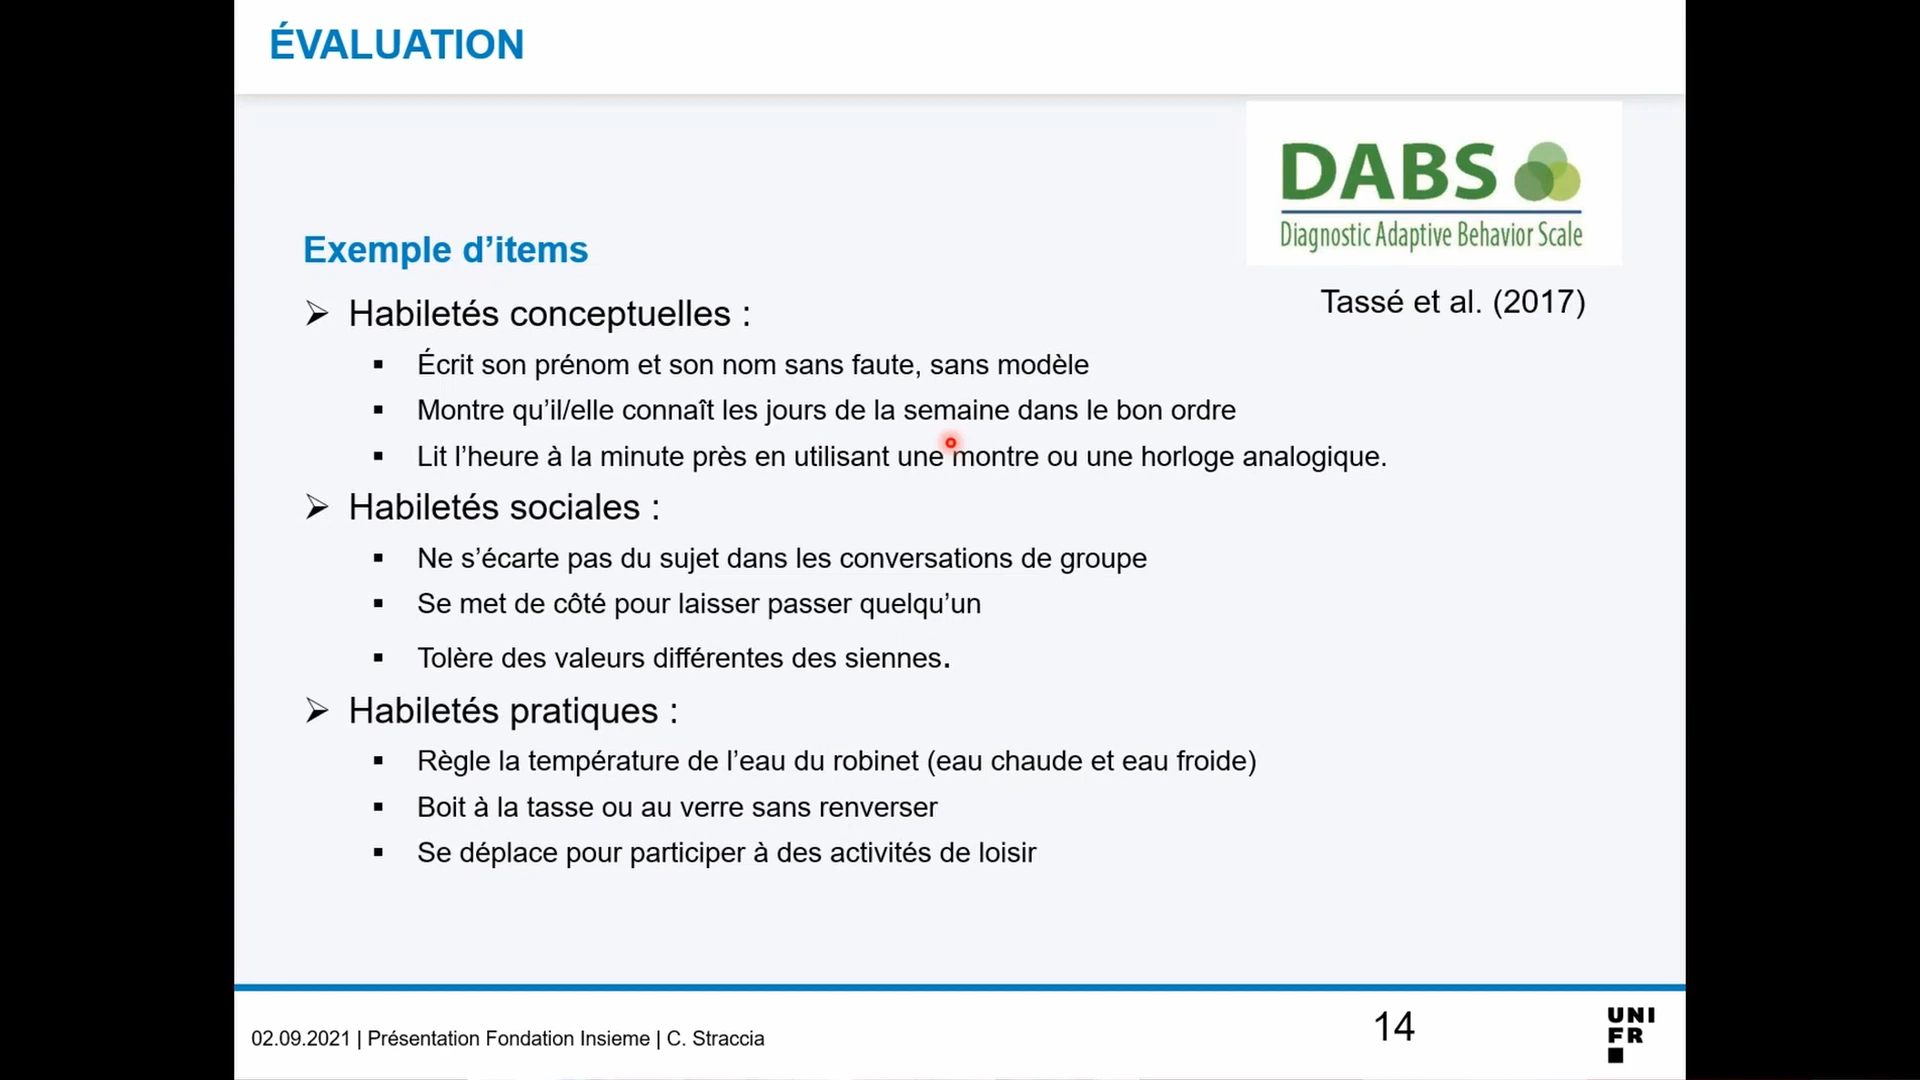 ÉVALUATION
DABS
Diagnostic Adaptive Behavior Scale
Tassé et al. (2017)
Exemple d’items
Habiletés conceptuelles :
Écrit son prénom et son nom sans faute, sans modèle
Montre qu’il/elle connaît les jours de la semaine dans le bon ordre
Lit l’heure à la minute près en utilisant une montre ou une horloge analogique.
Habiletés sociales :
Ne s’écarte pas du sujet dans les conversations de groupe
Se met de côté pour laisser passer quelqu’un
Tolère des valeurs différentes des siennes.
Habiletés pratiques :
Règle la température de l’eau du robinet (eau chaude et eau froide)
Boit à la tasse ou au verre sans renverser
Se déplace pour participer à des activités de loisir
02.09.2021 | Présentation Fondation Insieme | C. Straccia
14
UNI
FR